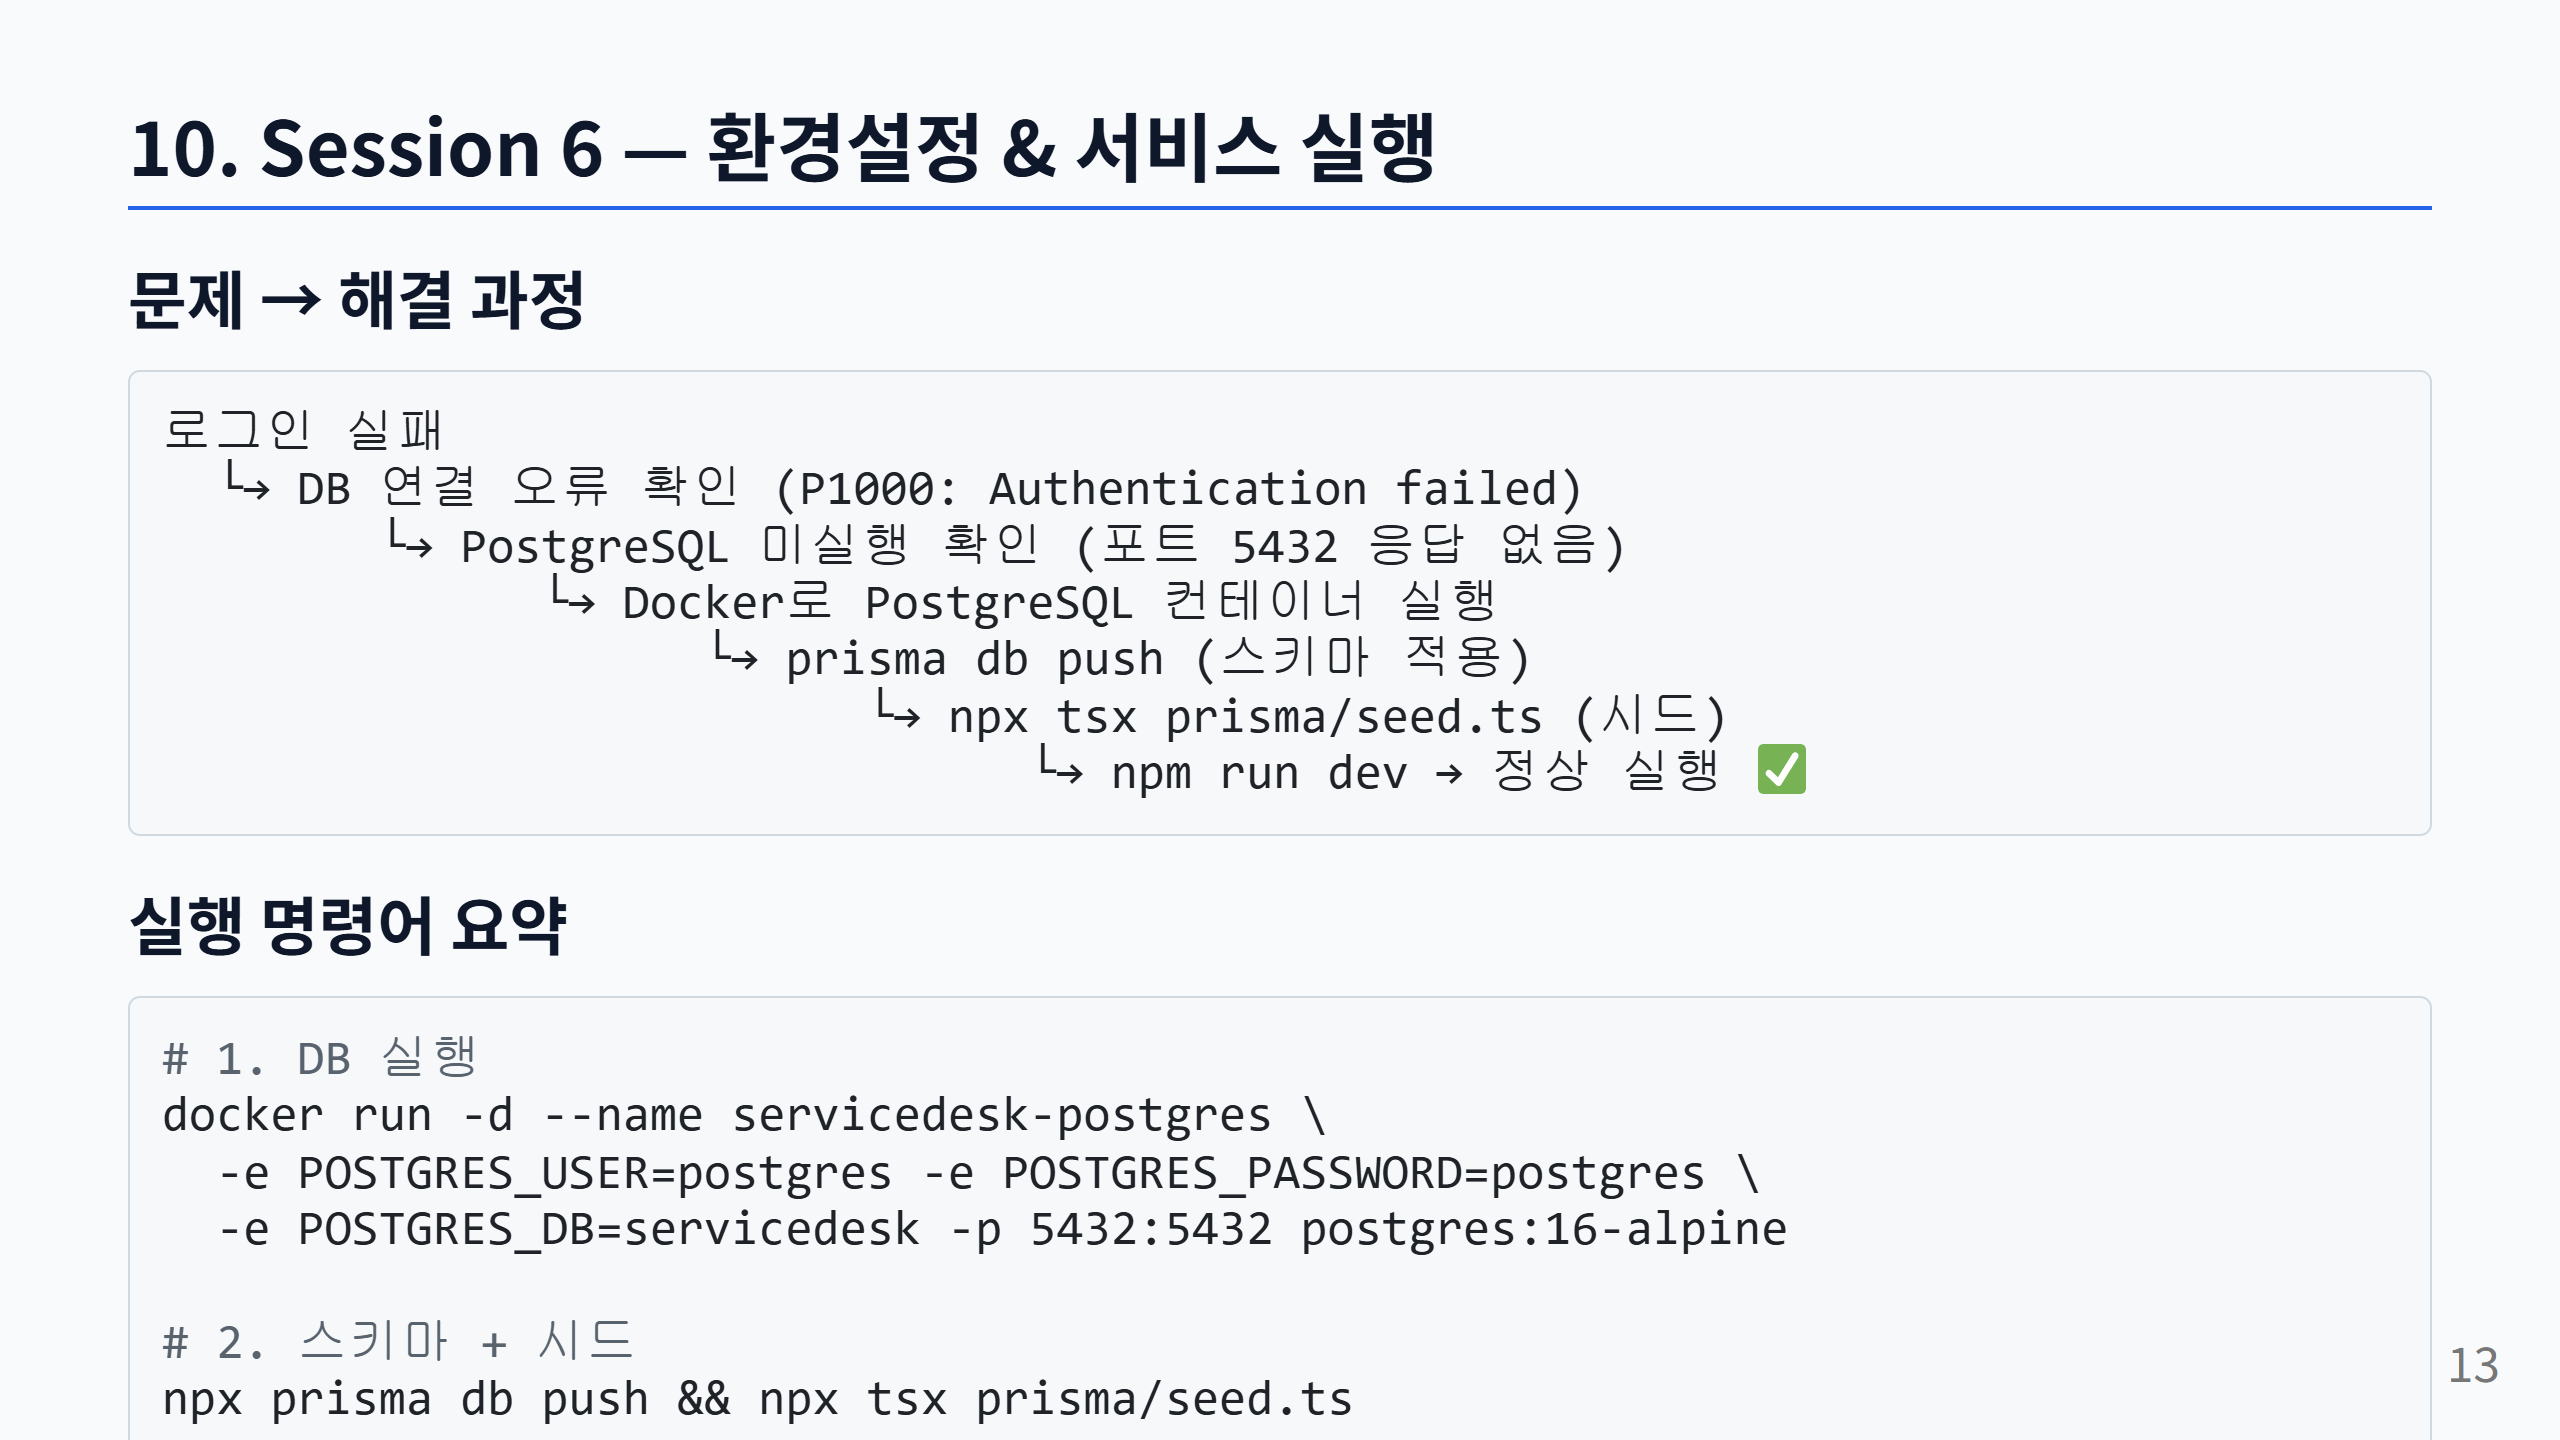 10. Session 6 — 환경설정 & 서비스 실행
문제 → 해결 과정
로그인 실패
└→ DB 연결 오류 확인 (P1000: Authentication failed)
└→ PostgreSQL 미실행 확인 (포트 5432 응답 없음)
└→ Docker로 PostgreSQL 컨테이너 실행
└→ prisma db push (스키마 적용)
└→ npx tsx prisma/seed.ts (시드)
└→ npm run dev → 정상 실행 ✅
실행 명령어 요약
# 1. DB 실행
docker run -d --name servicedesk-postgres \
-e POSTGRES_USER=postgres -e POSTGRES_PASSWORD=postgres \
-e POSTGRES_DB=servicedesk -p 5432:5432 postgres:16-alpine
# 2. 스키마 + 시드
npx prisma db push && npx tsx prisma/seed.ts
13